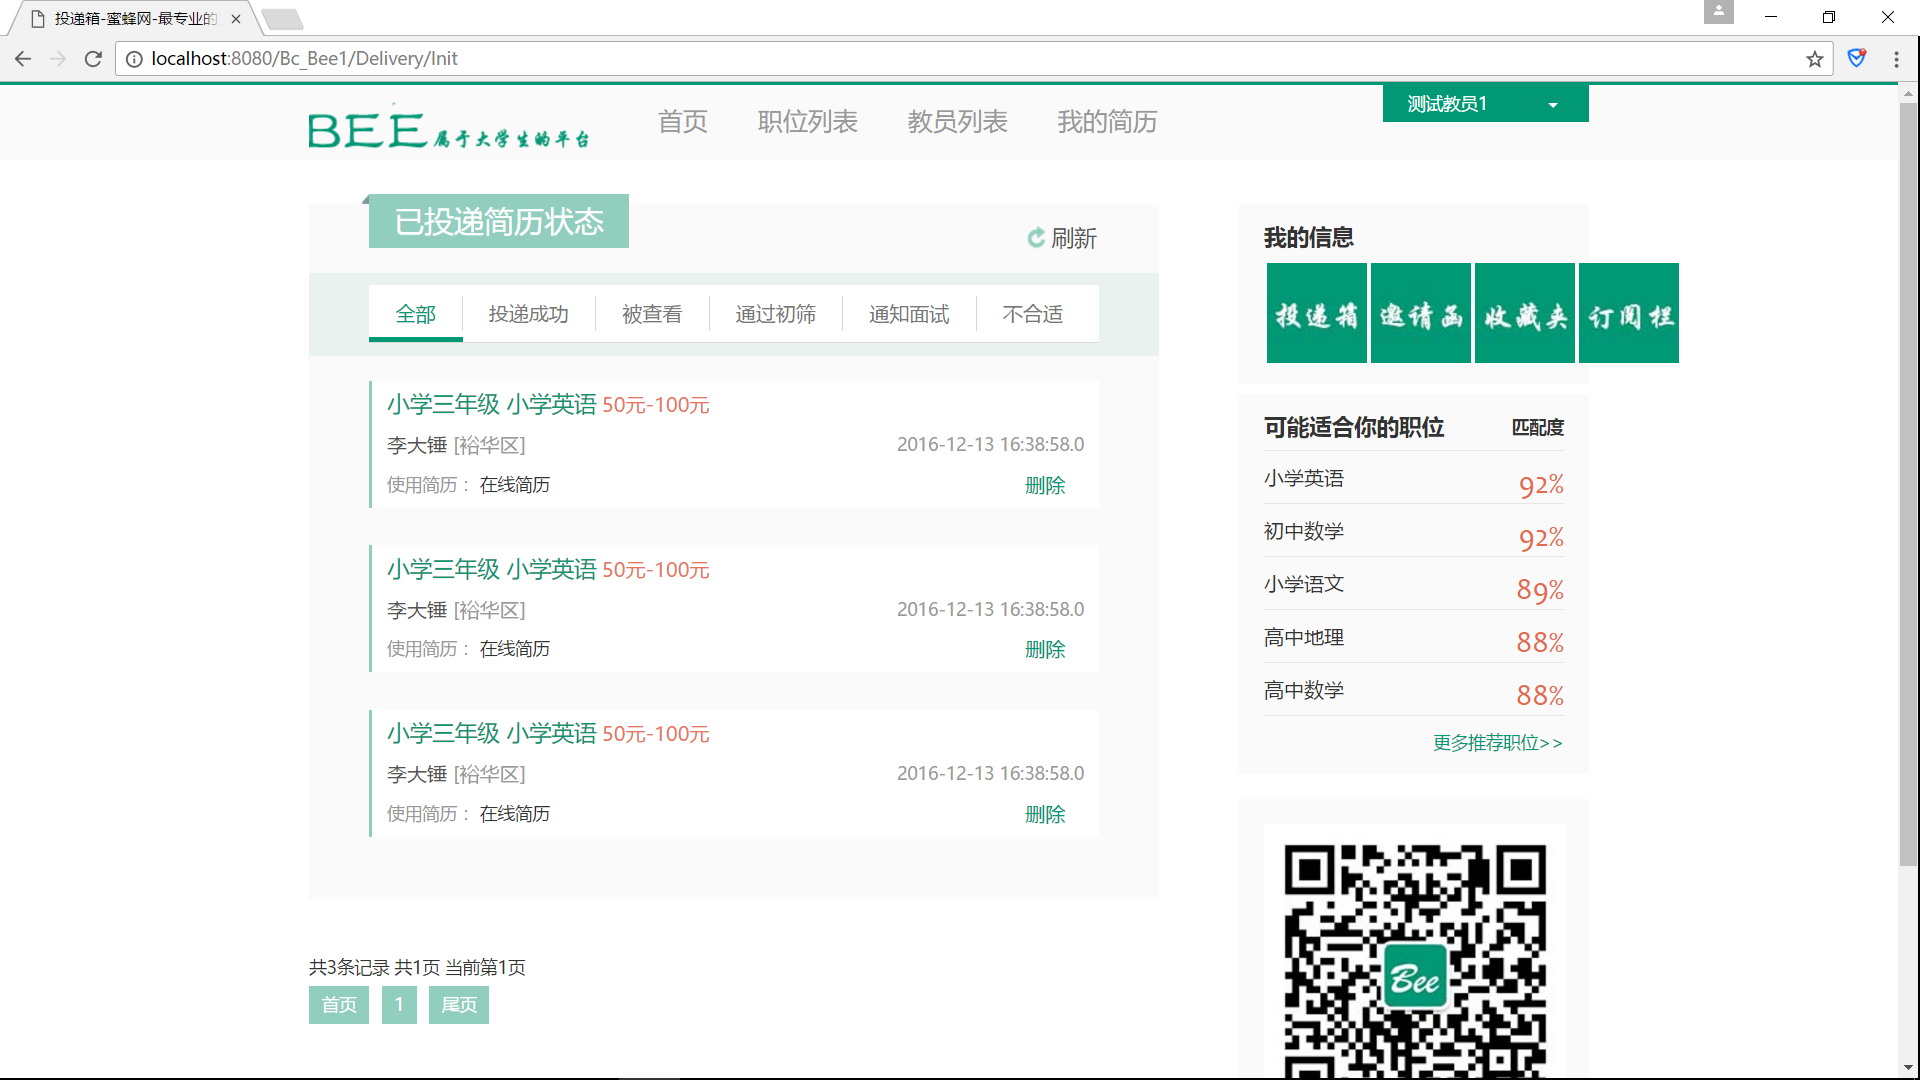 投递箱-蜜蜂网-最专业的
localhost:8080/Bc_Bee1/Delivery/Init
BEE 属于大学生的平台
首页 职位列表 教员列表 我的简历
测试教员1
已投递简历状态
刷新
全部 投递成功 被查看 通过初筛 通知面试 不合适
小学三年级 小学英语 50元-100元
李大锤 [裕华区] 2016-12-13 16:38:58.0
使用简历： 在线简历 删除
小学三年级 小学英语 50元-100元
李大锤 [裕华区] 2016-12-13 16:38:58.0
使用简历： 在线简历 删除
小学三年级 小学英语 50元-100元
李大锤 [裕华区] 2016-12-13 16:38:58.0
使用简历： 在线简历 删除
共3条记录 共1页 当前第1页
首页 1 尾页
我的信息
投递箱 邀请函 收藏夹 订阅栏
可能适合你的职位 匹配度
小学英语 92%
初中数学 92%
小学语文 89%
高中地理 88%
高中数学 88%
更多推荐职位>>
Bee